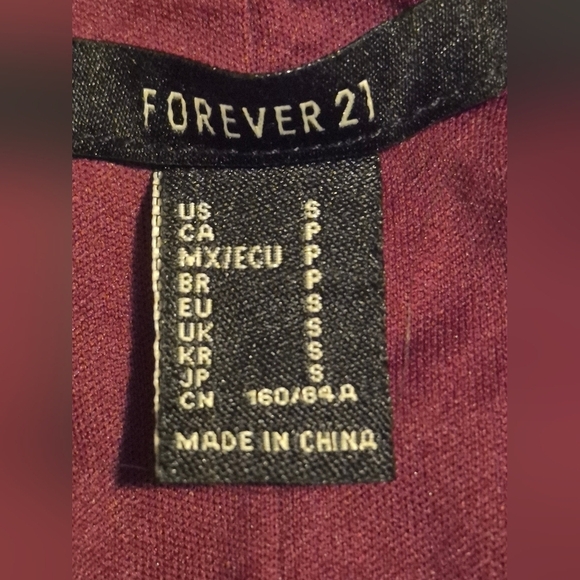 FOREVER 21
US S
CA P
MX/ECU P
BR P
EU S
UK S
KR S
JP S
CN 160/84A
MADE IN CHINA